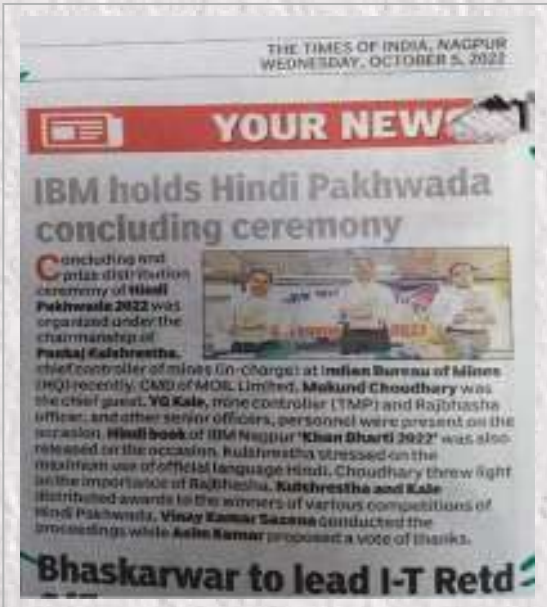 THE TIMES OF INDIA, NAGPUR
WEDNESDAY, OCTOBER 5, 2022
YOUR NEW
IBM holds Hindi Pakhwada
concluding ceremony
Concluding and
prize distribution
ceremony of Hindi
Pakhwada 2022 was
organized under the
chairmanship of
Pankaj Kulshrestha,
chief controller of mines (in-charge) at Indian Bureau of Mines
(HQ) recently. CMD of MOIL Limited, Mukund Choudhary was
the chief guest. YG Kale, mine controller (TMP) and Rajbhasha
officer, and other senior officers, personnel were present on the
occasion. Hindi book of IBM Nagpur 'Khan Bharti 2022' was also
released on the occasion. Kulshrestha stressed on the
maximum use of official language Hindi. Choudhary threw light
on the importance of Rajbhasha. Kulshrestha and Kale
distributed awards to the winners of various competitions of
Hindi Pakhwada. Vinay Kumar Saxena conducted the
proceedings while Asim Kumar proposed a vote of thanks.
Bhaskarwar to lead I-T Retd